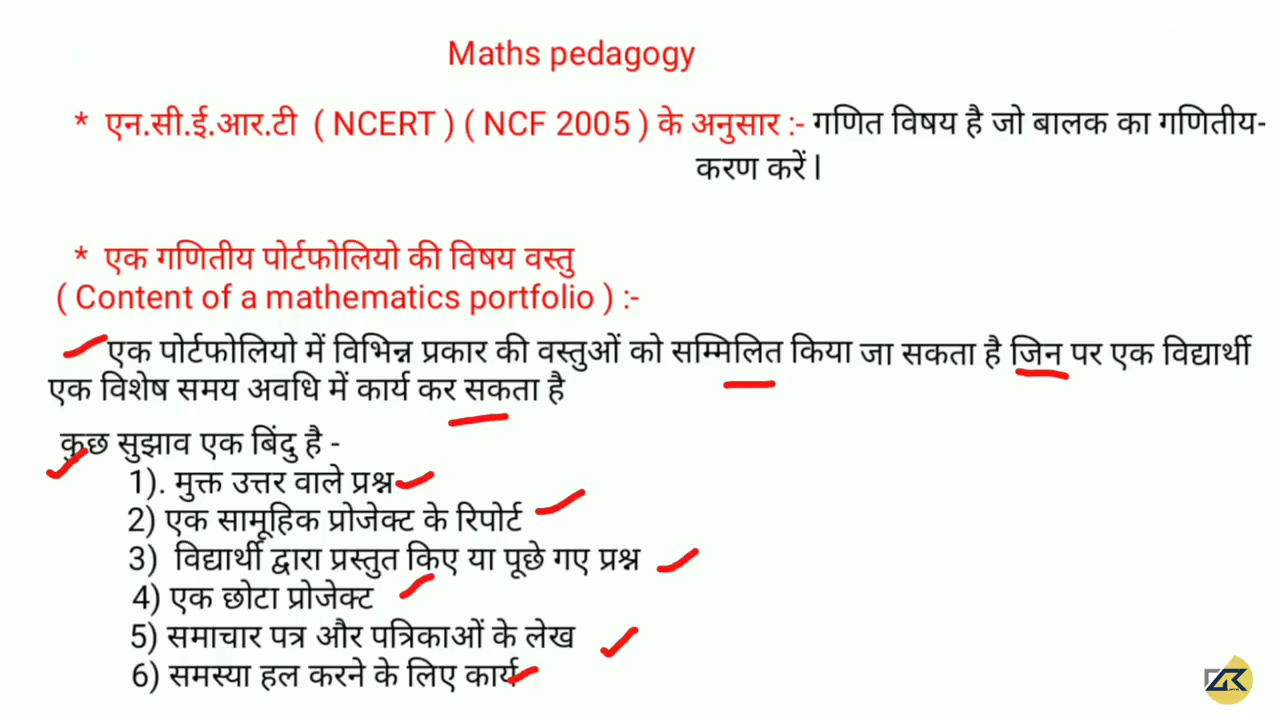 Maths pedagogy
* एन.सी.ई.आर.टी ( NCERT ) ( NCF 2005 ) के अनुसार :- गणित विषय है जो बालक का गणितीय-
करण करें l
* एक गणितीय पोर्टफोलियो की विषय वस्तु
( Content of a mathematics portfolio ) :-
एक पोर्टफोलियो में विभिन्न प्रकार की वस्तुओं को सम्मिलित किया जा सकता है जिन पर एक विद्यार्थी
एक विशेष समय अवधि में कार्य कर सकता है
कुछ सुझाव एक बिंदु है -
1). मुक्त उत्तर वाले प्रश्न
2) एक सामूहिक प्रोजेक्ट के रिपोर्ट
3) विद्यार्थी द्वारा प्रस्तुत किए या पूछे गए प्रश्न
4) एक छोटा प्रोजेक्ट
5) समाचार पत्र और पत्रिकाओं के लेख
6) समस्या हल करने के लिए कार्य